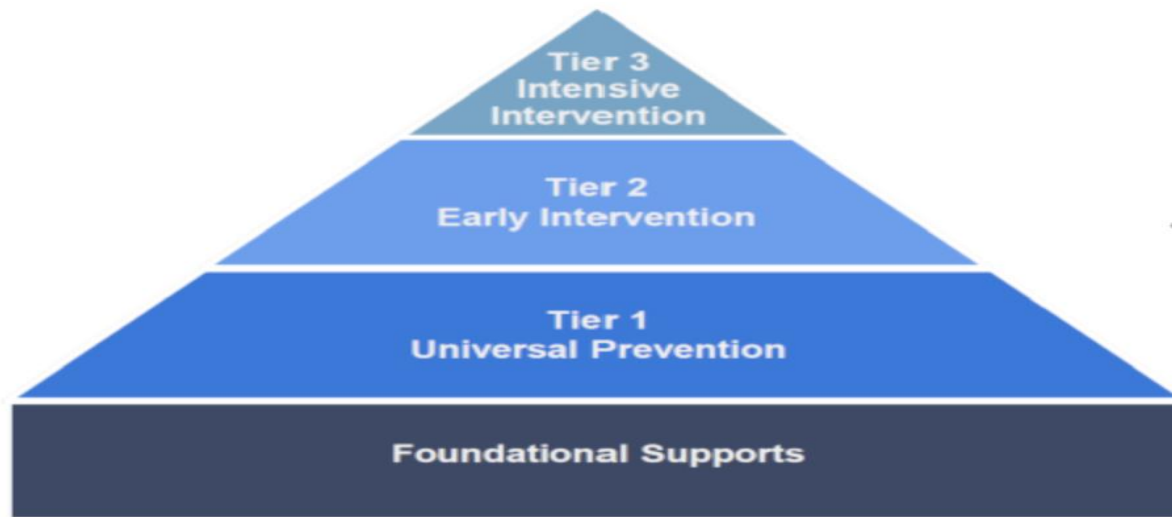 Tier 3
Intensive
Intervention
Tier 2
Early Intervention
Tier 1
Universal Prevention
Foundational Supports